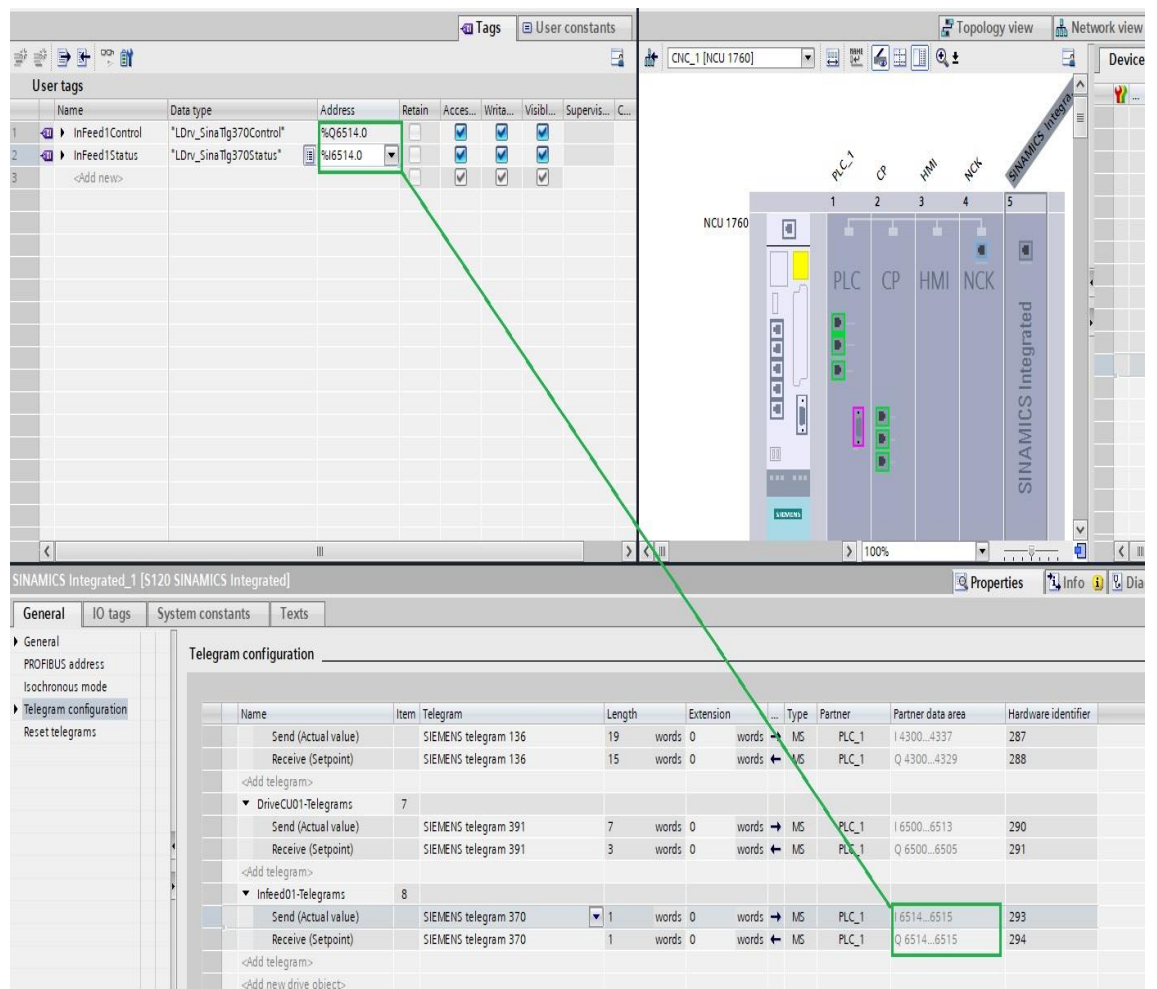 Tags User constants
User tags
Name Data type Address Retain Acces... Writa... Visibl... Supervis... C...
1 InFeed1Control "LDrv_SinaTlg370Control" %Q6514.0
2 InFeed1Status "LDrv_SinaTlg370Status" %I6514.0
3 <Add new>
Topology view Network view
CNC_1 [NCU 1760] Device
PLC_1 CP HMI NCK SINAMICS Integra...
1 2 3 4 5
NCU 1760
PLC CP HMI NCK
SINAMICS Integrated
SIEMENS
100%
SINAMICS Integrated_1 [S120 SINAMICS Integrated]
Properties Info Dia
General IO tags System constants Texts
General
PROFIBUS address
Isochronous mode
Telegram configuration
Reset telegrams
Telegram configuration
Name Item Telegram Length Extension ... Type Partner Partner data area Hardware identifier
Send (Actual value) SIEMENS telegram 136 19 words 0 words MS PLC_1 I 4300...4337 287
Receive (Setpoint) SIEMENS telegram 136 15 words 0 words MS PLC_1 Q 4300...4329 288
<Add telegram>
DriveCU01-Telegrams 7
Send (Actual value) SIEMENS telegram 391 7 words 0 words MS PLC_1 I 6500...6513 290
Receive (Setpoint) SIEMENS telegram 391 3 words 0 words MS PLC_1 Q 6500...6505 291
<Add telegram>
Infeed01-Telegrams 8
Send (Actual value) SIEMENS telegram 370 1 words 0 words MS PLC_1 I 6514...6515 293
Receive (Setpoint) SIEMENS telegram 370 1 words 0 words MS PLC_1 Q 6514...6515 294
<Add telegram>
<Add new drive object>